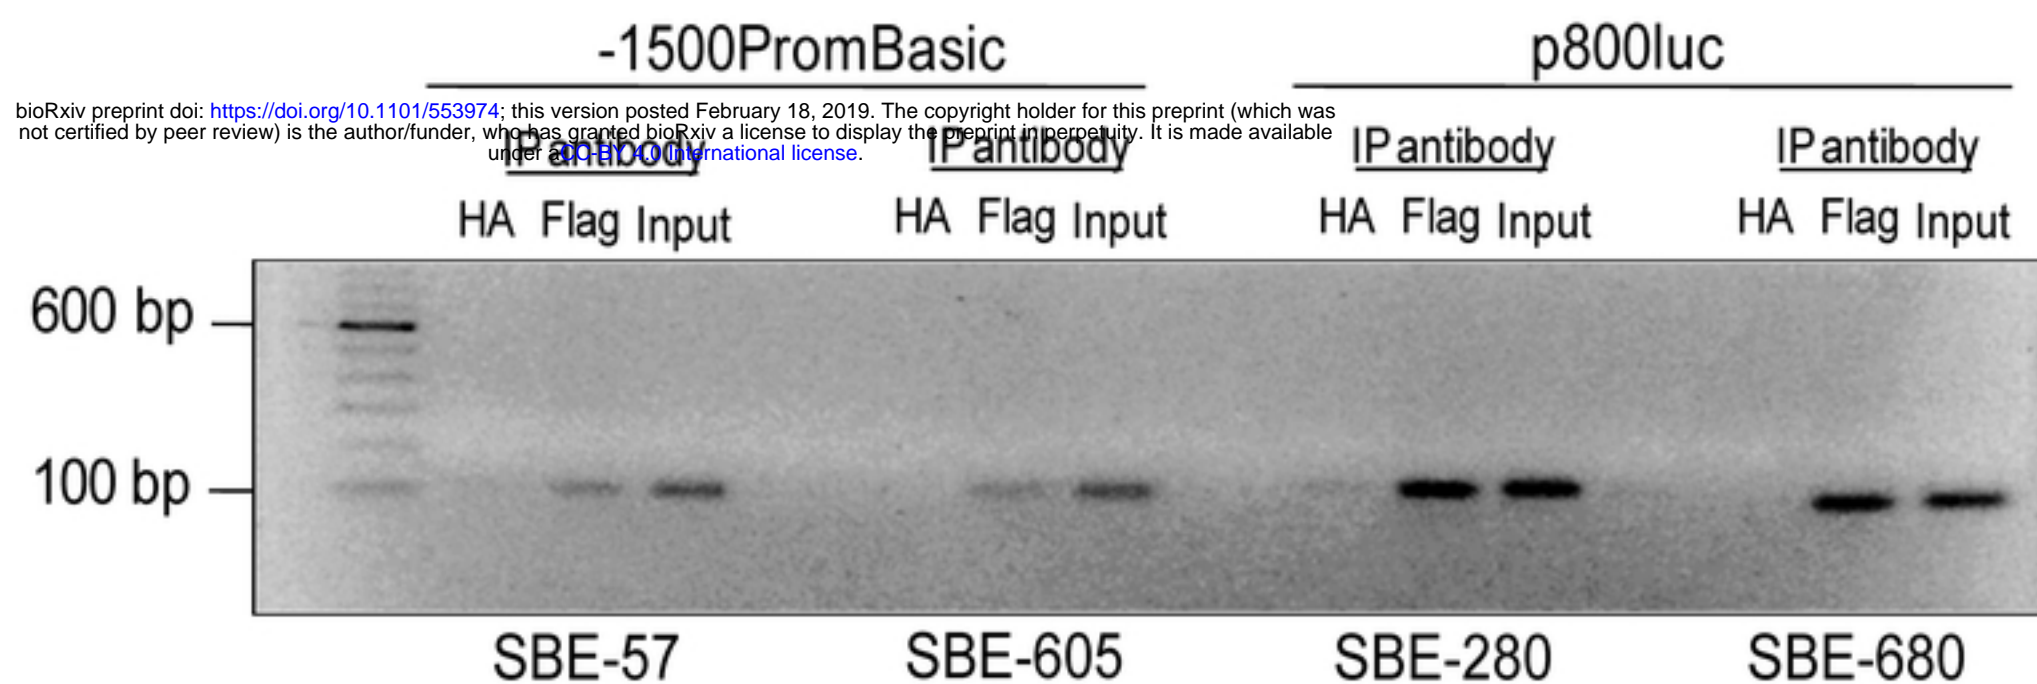 -1500PromBasic p800luc
bioRxiv preprint doi: https://doi.org/10.1101/553974; this version posted February 18, 2019. The copyright holder for this preprint (which was
not certified by peer review) is the author/funder, who has granted bioRxiv a license to display the preprint in perpetuity. It is made available
under aCC-BY 4.0 International license.
IP antibody IP antibody IP antibody IP antibody
HA Flag Input HA Flag Input HA Flag Input HA Flag Input
600 bp
100 bp
SBE-57 SBE-605 SBE-280 SBE-680